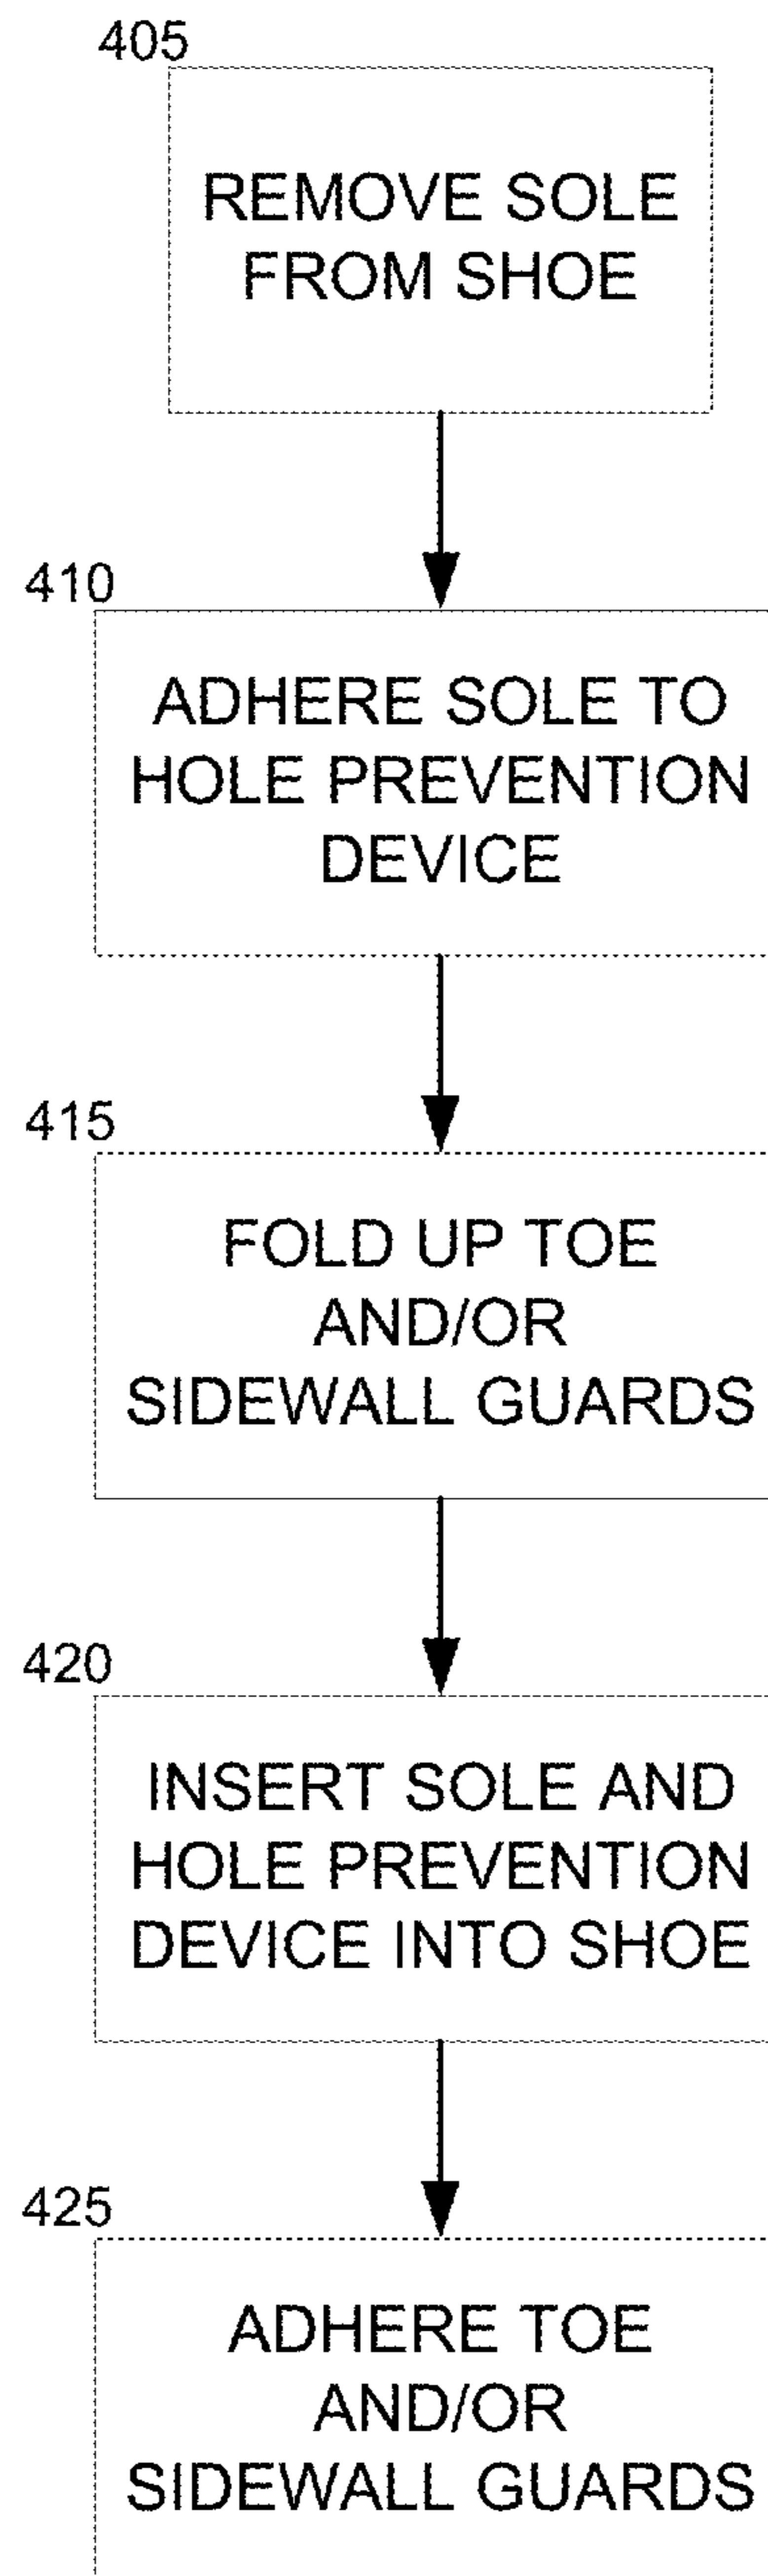 405
REMOVE SOLE
FROM SHOE
410
ADHERE SOLE TO
HOLE PREVENTION
DEVICE
415
FOLD UP TOE
AND/OR
SIDEWALL GUARDS
420
INSERT SOLE AND
HOLE PREVENTION
DEVICE INTO SHOE
425
ADHERE TOE
AND/OR
SIDEWALL GUARDS